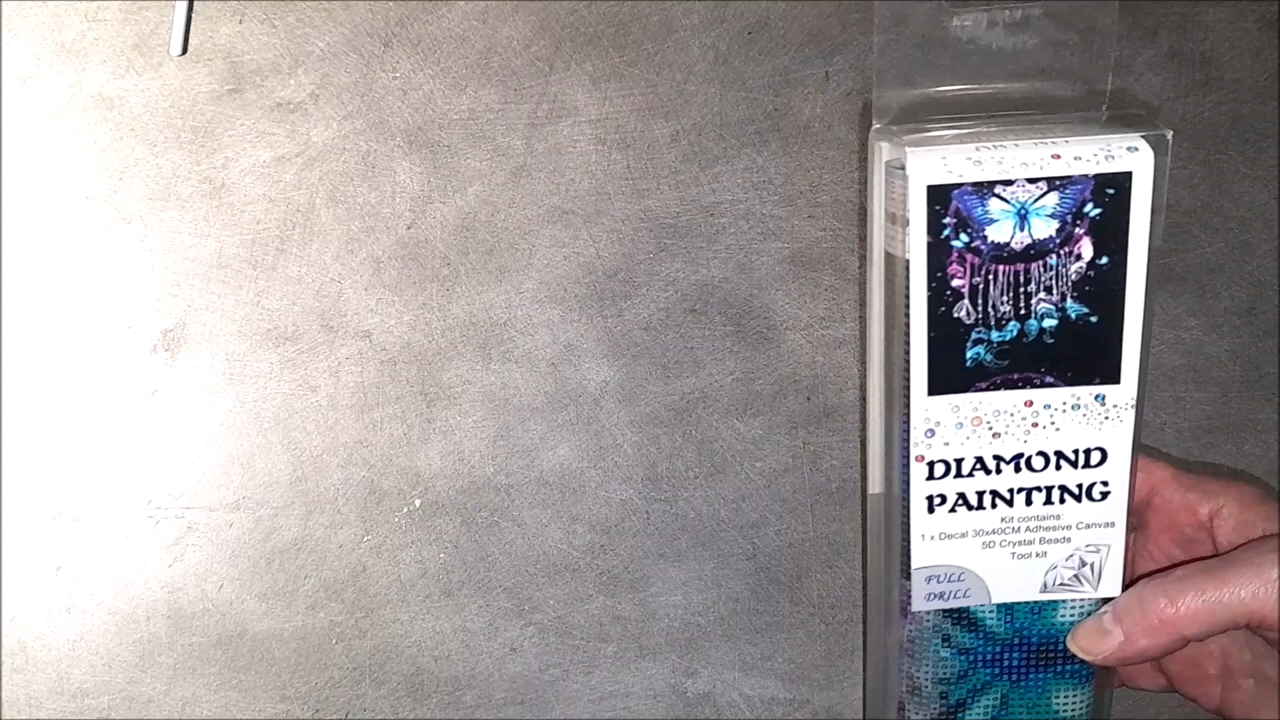 DIAMOND
PAINTING
Kit contains:
1 x Decal 30x40CM Adhesive Canvas
5D Crystal Beads
Tool kit
FULL
DRILL